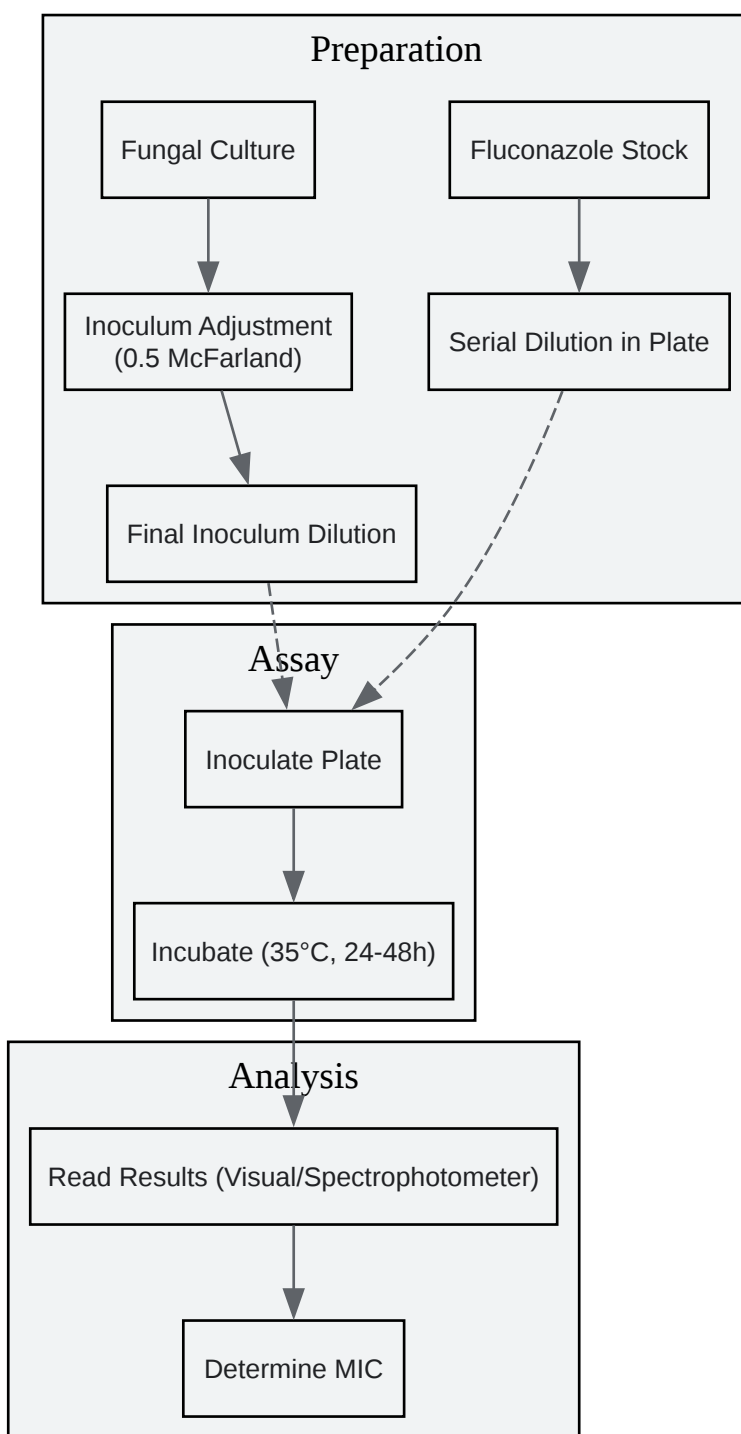 Preparation
Fungal Culture
Fluconazole Stock
Inoculum Adjustment
(0.5 McFarland)
Serial Dilution in Plate
Final Inoculum Dilution
Assay
Inoculate Plate
Incubate (35°C, 24-48h)
Analysis
Read Results (Visual/Spectrophotometer)
Determine MIC